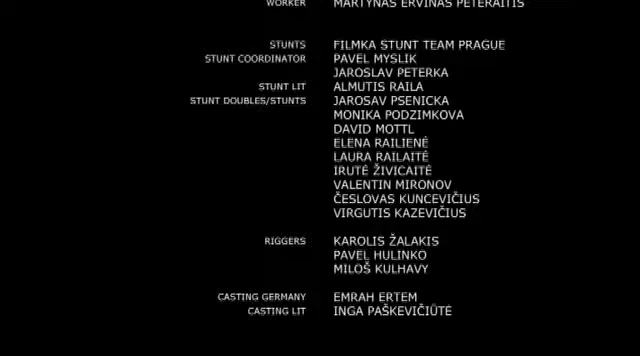 WORKER MARTYNAS ERVINAS PETERAITIS
STUNTS FILMKA STUNT TEAM PRAGUE
STUNT COORDINATOR PAVEL MYSLIK
JAROSLAV PETERKA
STUNT LIT ALMUTIS RAILA
STUNT DOUBLES/STUNTS JAROSAV PSENICKA
MONIKA PODZIMKOVA
DAVID MOTTL
ELENA RAILIENĖ
LAURA RAILAITĖ
IRUTĖ ŽIVICAITĖ
VALENTIN MIRONOV
ČESLOVAS KUNCEVIČIUS
VIRGUTIS KAZEVIČIUS
RIGGERS KAROLIS ŽALAKIS
PAVEL HULINKO
MILOŠ KULHAVY
CASTING GERMANY EMRAH ERTEM
CASTING LIT INGA PAŠKEVIČIŪTĖ